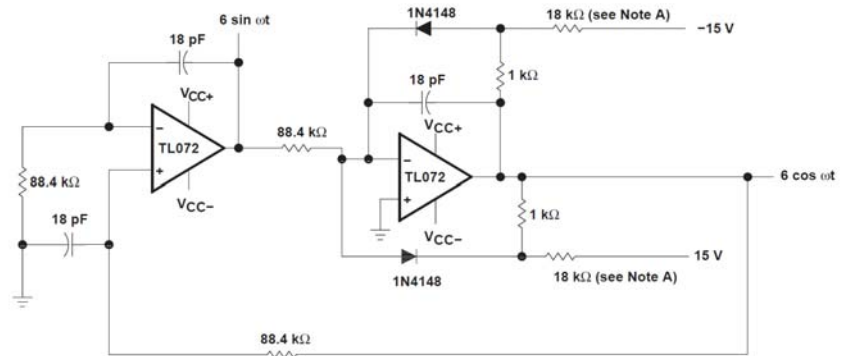 6 sin ωt
18 pF
VCC+
−
TL072
+
VCC−
88.4 kΩ
18 pF
88.4 kΩ
1N4148
18 kΩ (see Note A)
−15 V
1 kΩ
18 pF
VCC+
−
TL072
+
VCC−
6 cos ωt
1 kΩ
15 V
1N4148
18 kΩ (see Note A)
88.4 kΩ